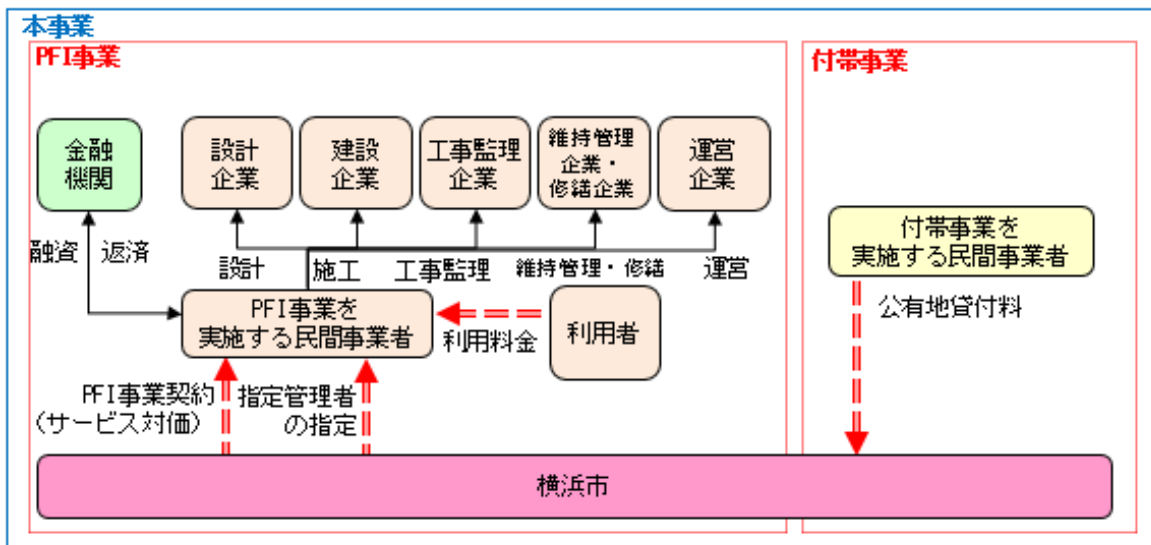 本事業
PFI事業
付帯事業
金融
機関
設計
企業
建設
企業
工事監理
企業
維持管理
企業・
修繕企業
運営
企業
付帯事業を
実施する民間事業者
融資
返済
設計
施工
工事監理
維持管理・修繕
運営
PFI事業を
実施する民間事業者
利用料金
利用者
公有地貸付料
PFI事業契約
（サービス対価）
指定管理者
の指定
横浜市